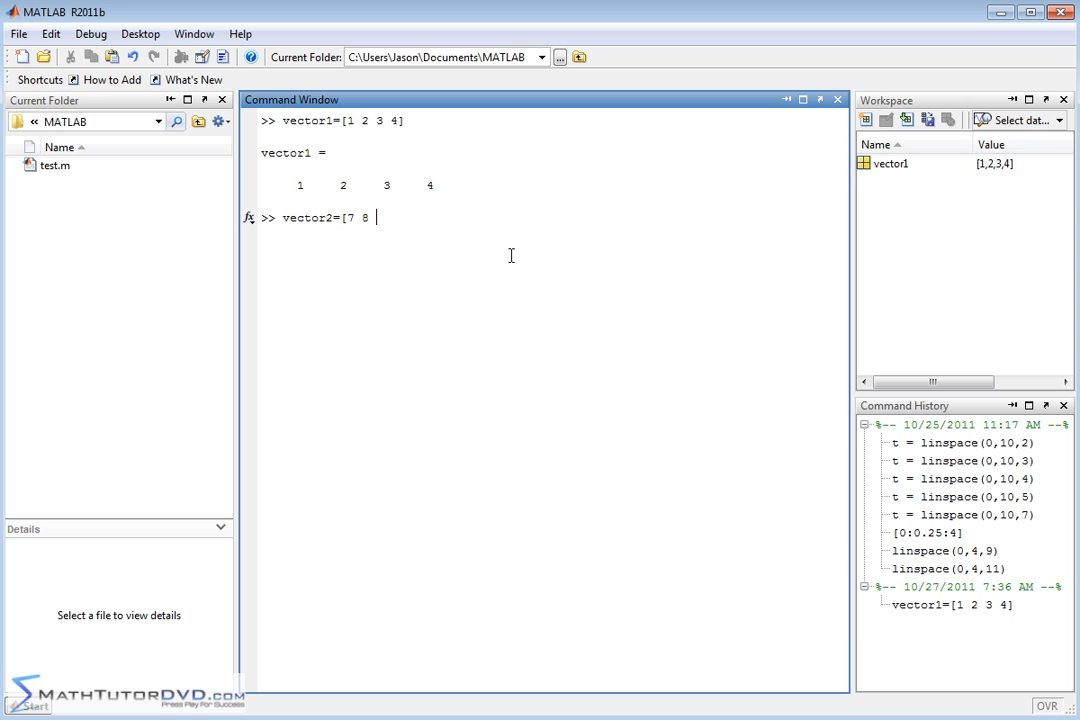 MATLAB R2011b
File Edit Debug Desktop Window Help
Current Folder: C:\Users\Jason\Documents\MATLAB ...
Shortcuts How to Add What's New
Current Folder
« MATLAB
Name
test.m
Details
Select a file to view details
Command Window
>> vector1=[1 2 3 4]
vector1 =
1 2 3 4
fx >> vector2=[7 8
Workspace
Select dat...
Name Value
vector1 [1,2,3,4]
Command History
%-- 10/25/2011 11:17 AM --%
t = linspace(0,10,2)
t = linspace(0,10,3)
t = linspace(0,10,4)
t = linspace(0,10,5)
t = linspace(0,10,7)
[0:0.25:4]
linspace(0,4,9)
linspace(0,4,11)
%-- 10/27/2011 7:36 AM --%
vector1=[1 2 3 4]
MathTutorDVD.com
Press Play For Success
Start
OVR